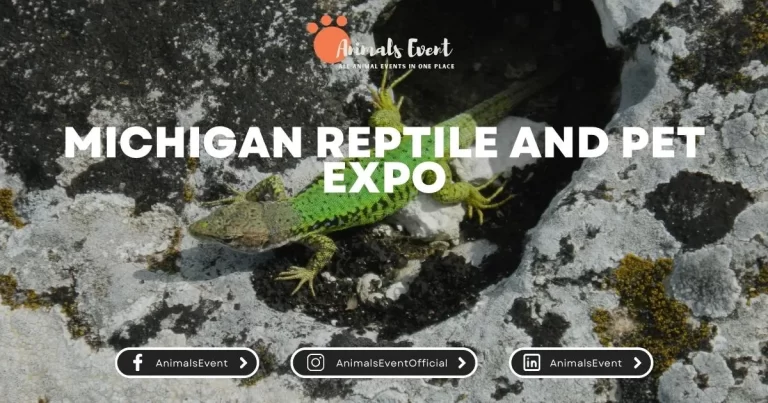 Animals Event
ALL ANIMAL EVENTS IN ONE PLACE
MICHIGAN REPTILE AND PET
EXPO
AnimalsEvent
AnimalsEventOfficial
AnimalsEvent